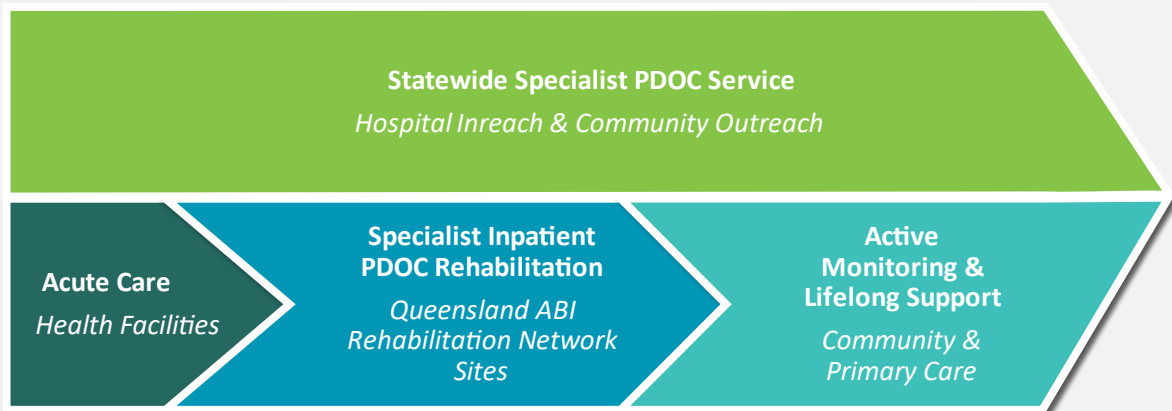 Statewide Specialist PDOC Service
Hospital Inreach & Community Outreach
Acute Care
Health Facilities
Specialist Inpatient
PDOC Rehabilitation
Queensland ABI
Rehabilitation Network
Sites
Active
Monitoring &
Lifelong Support
Community &
Primary Care